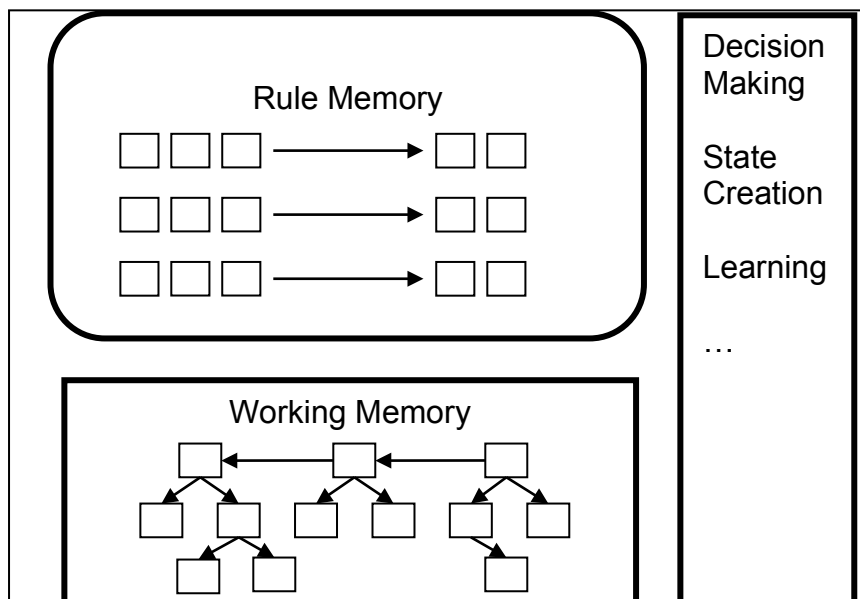 Rule Memory
Working Memory
Decision
Making
State
Creation
Learning
…